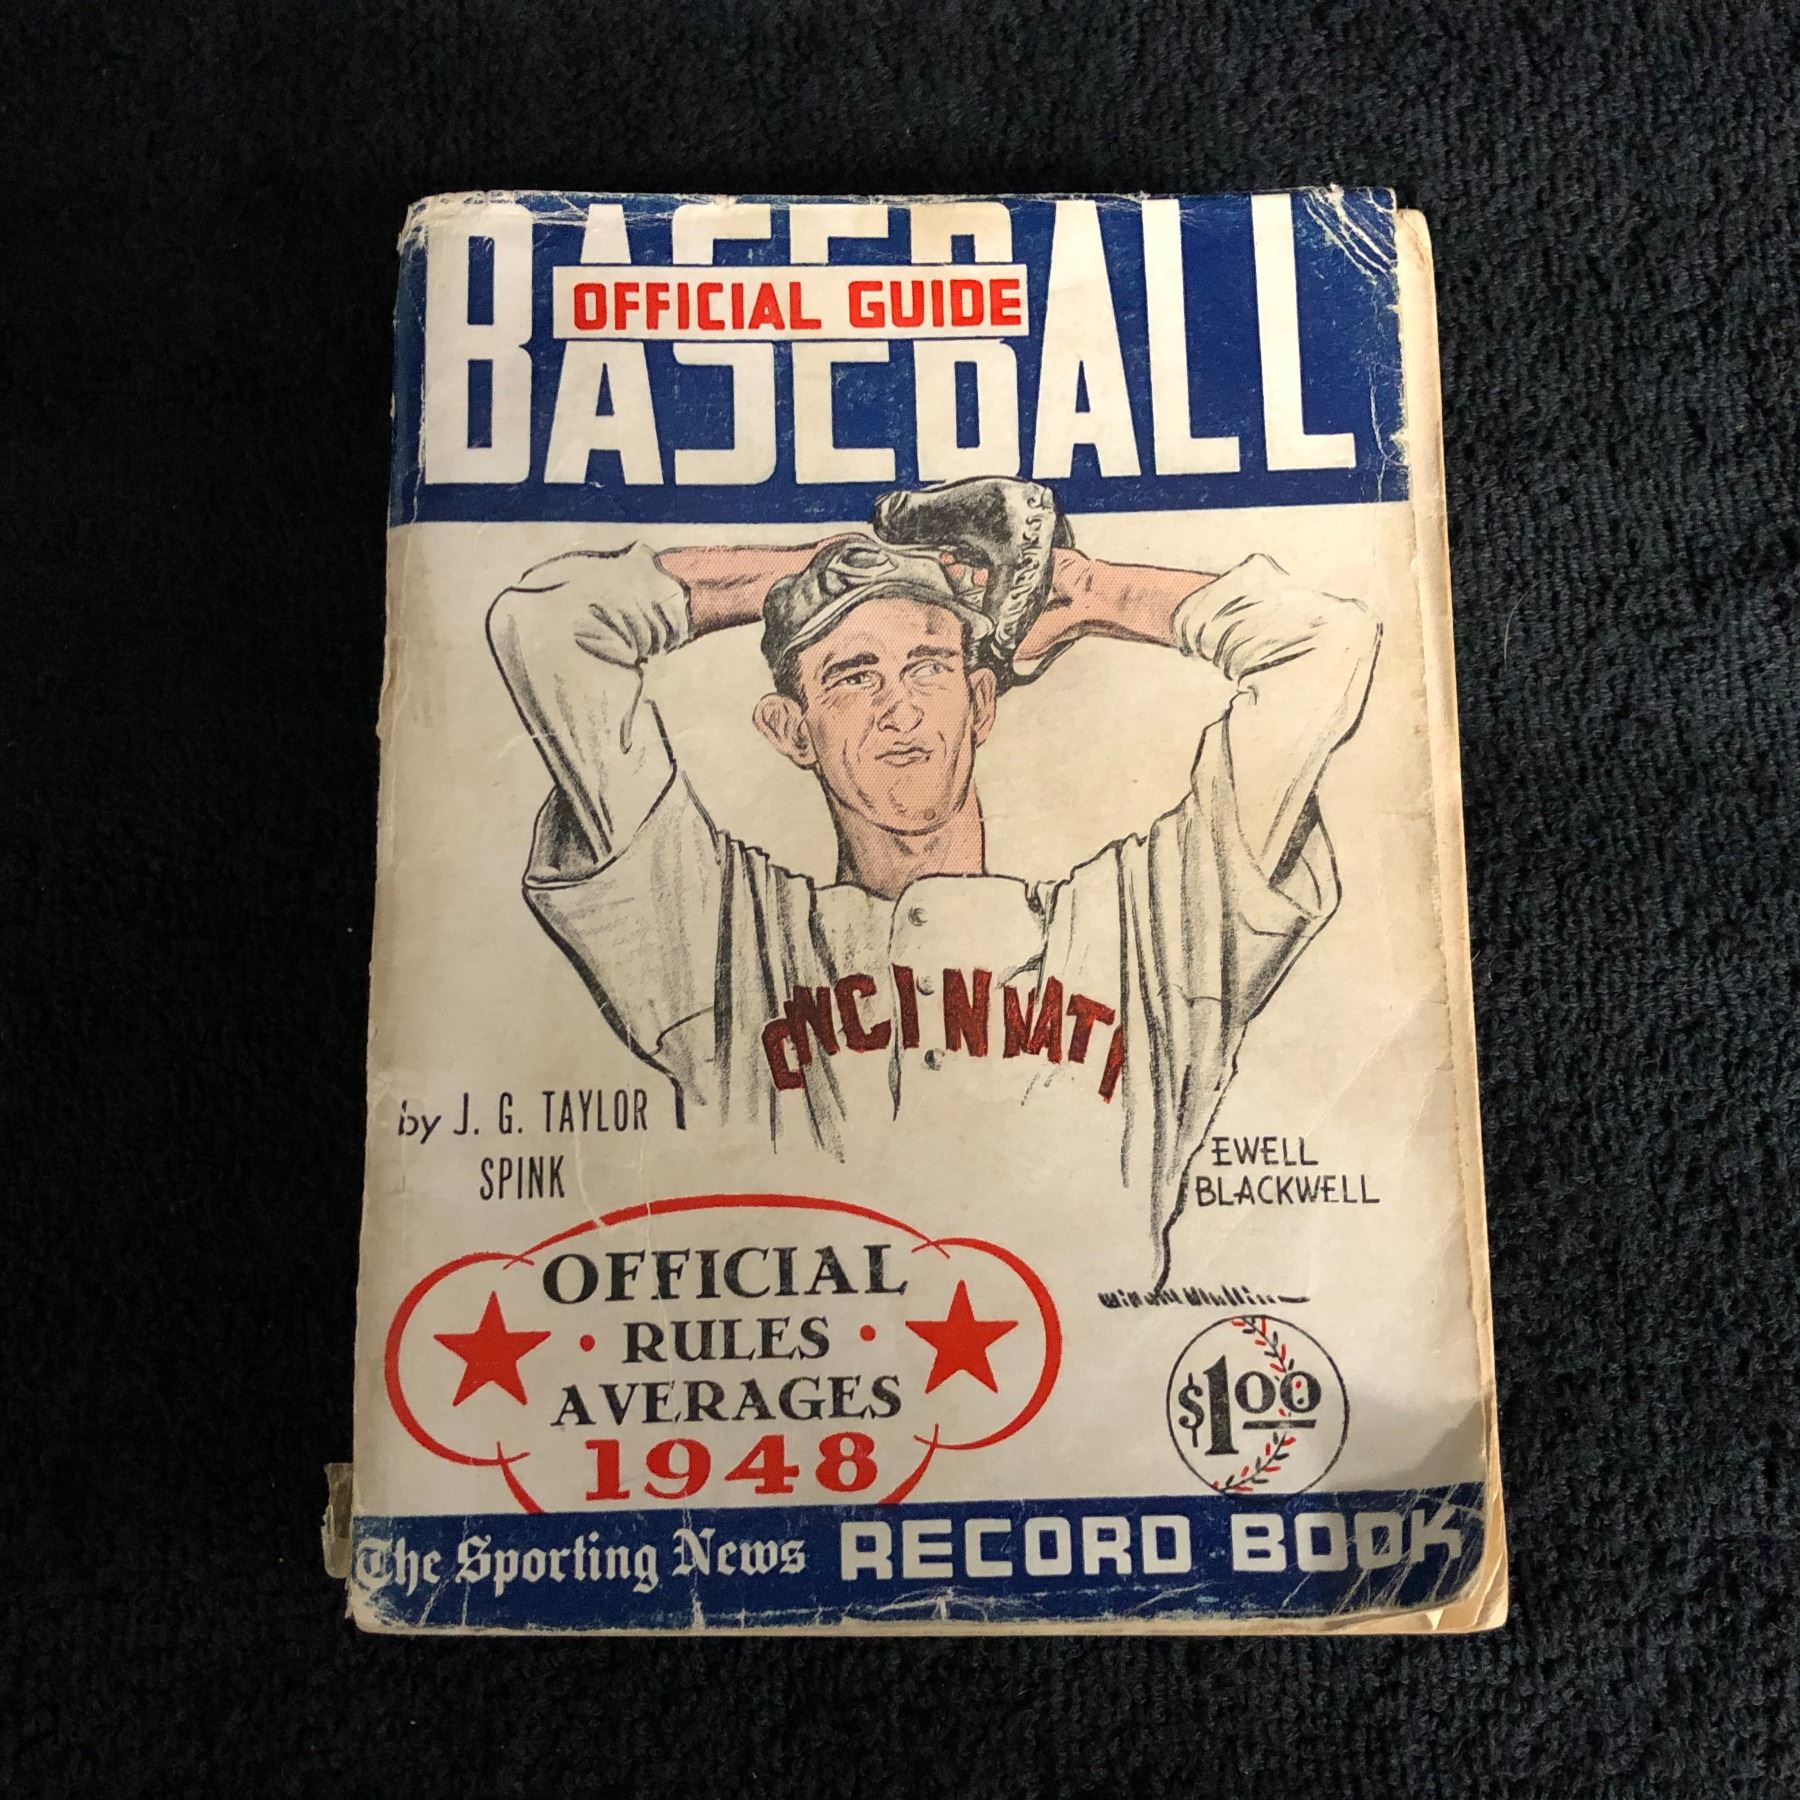 BASEBALL
OFFICIAL GUIDE
CINCINNATI
by J. G. TAYLOR
SPINK
EWELL
BLACKWELL
OFFICIAL
• RULES •
AVERAGES
1948
$1.00
The Sporting News RECORD BOOK